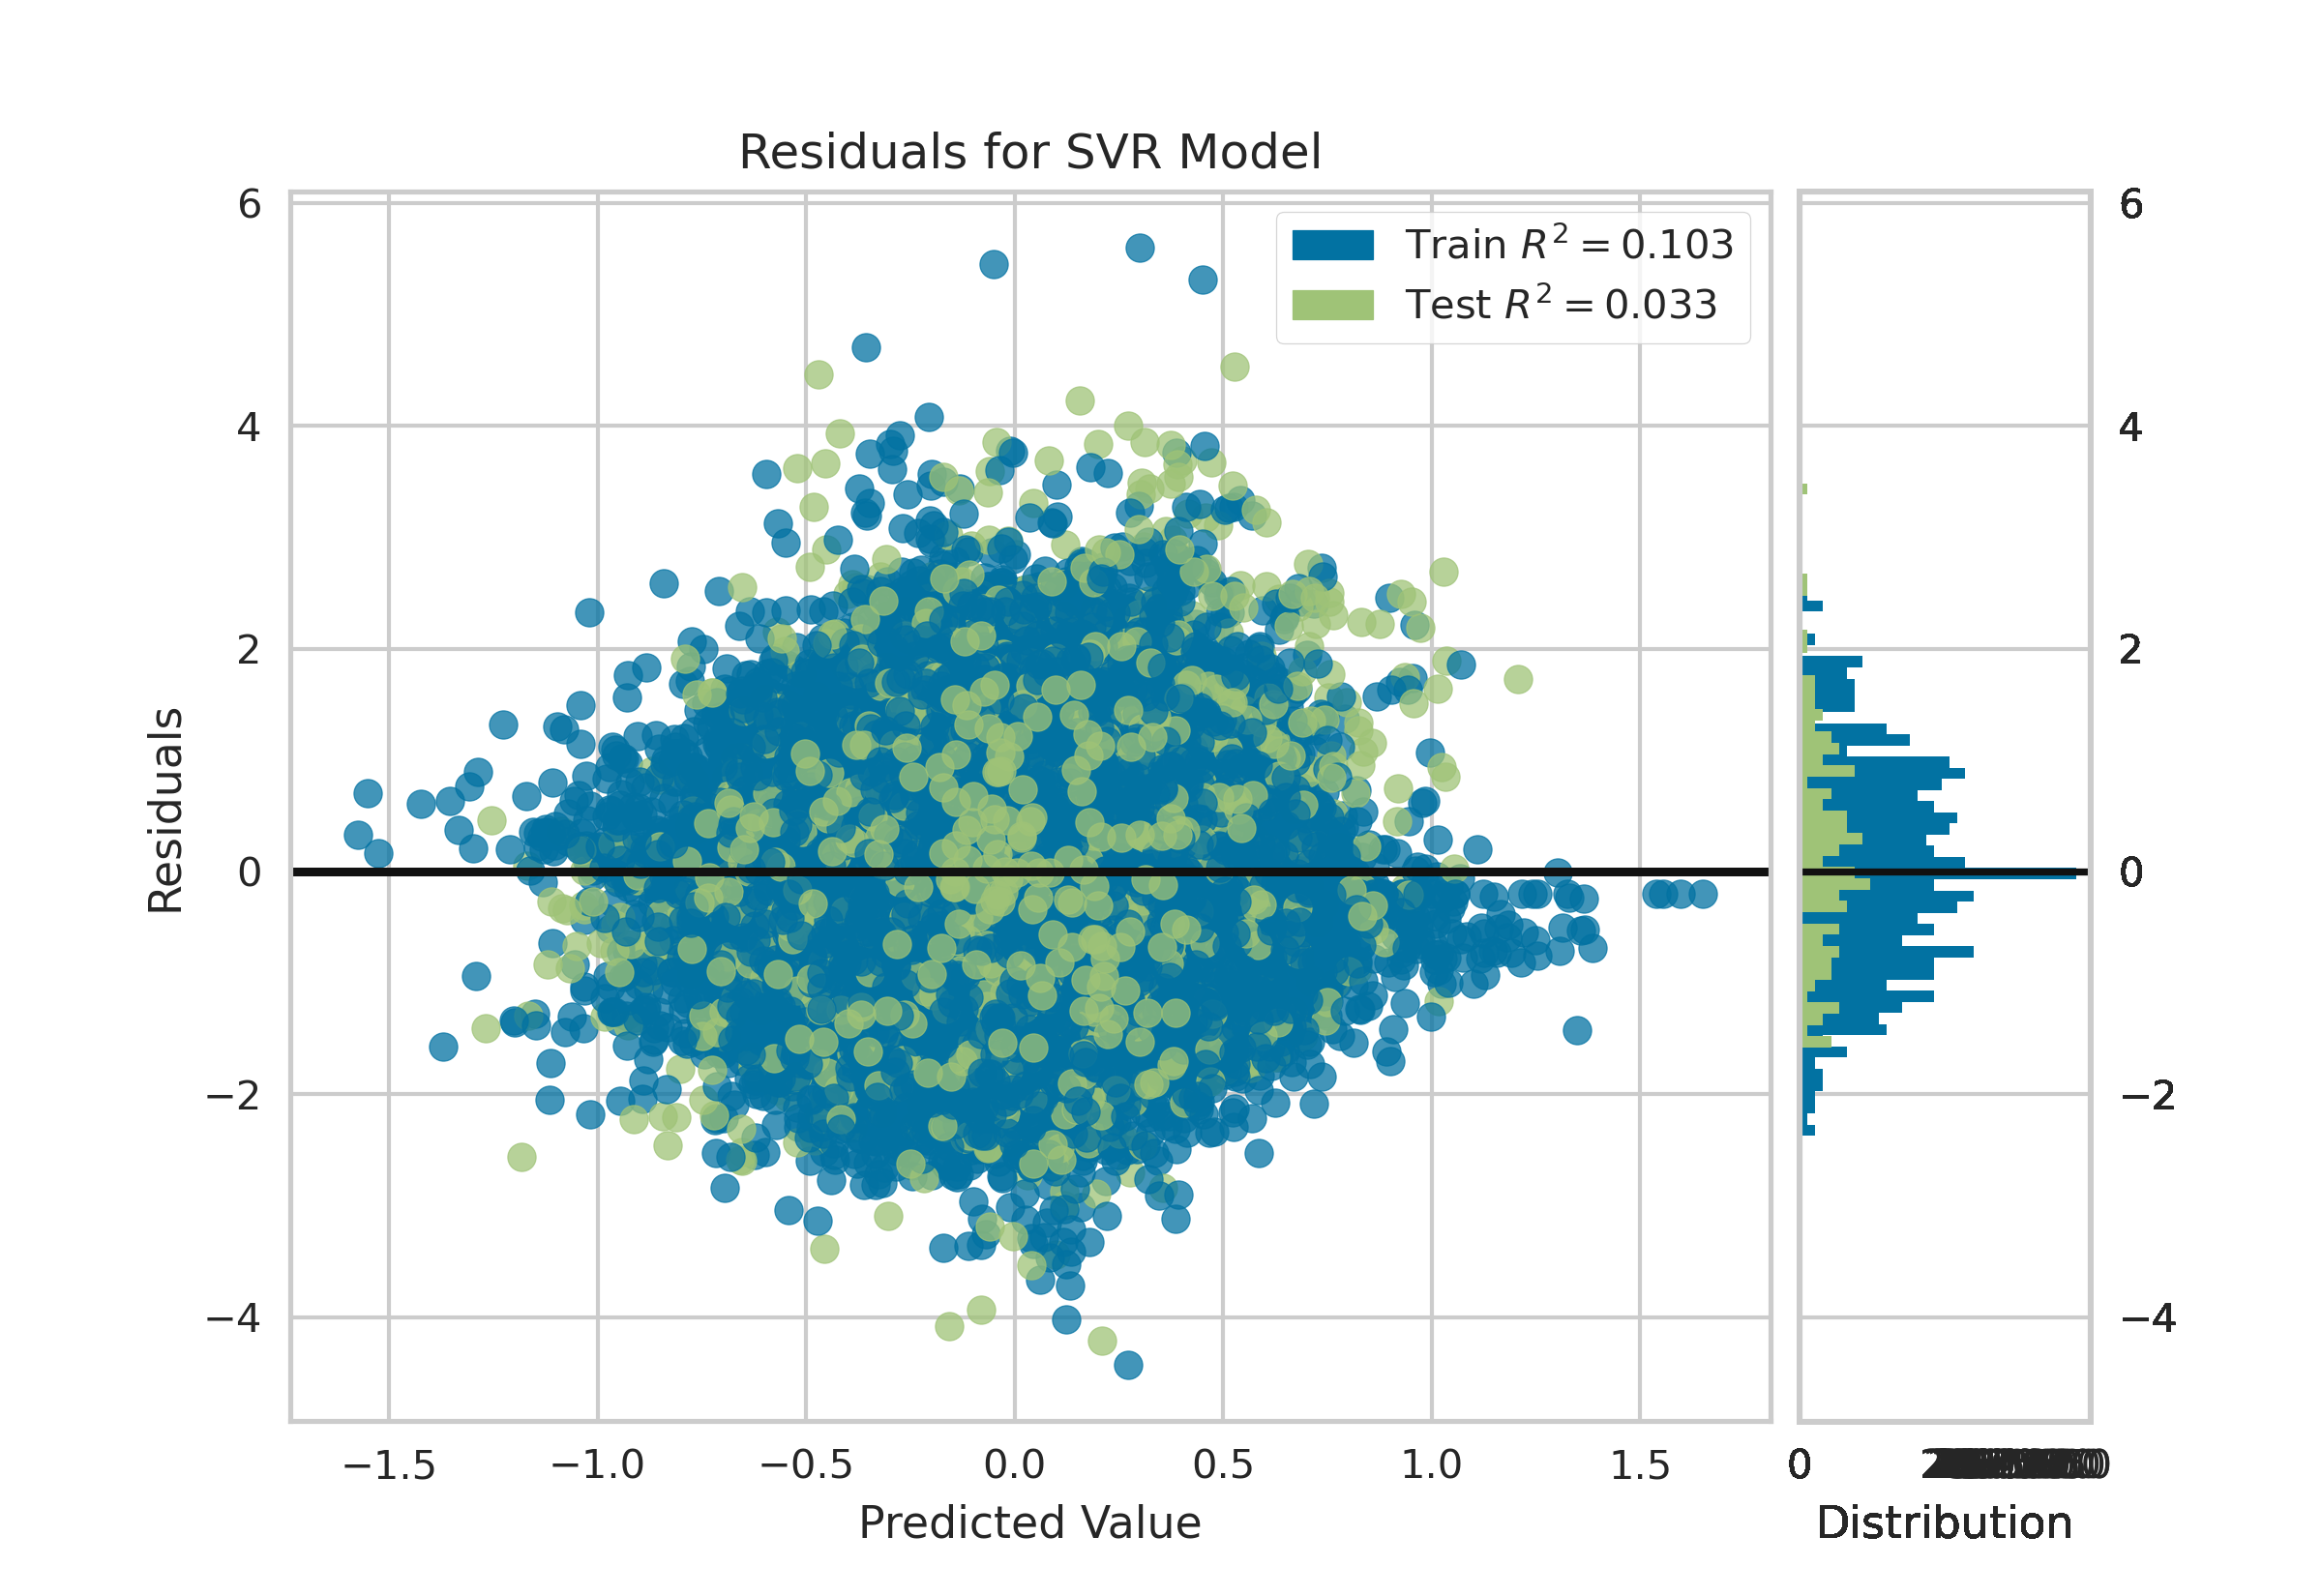 Residuals for SVR Model
Train R² = 0.103
Test R² = 0.033
6
4
2
0
−2
−4
Residuals
−1.5 −1.0 −0.5 0.0 0.5 1.0 1.5
Predicted Value
6
4
2
0
−2
−4
0
Distribution